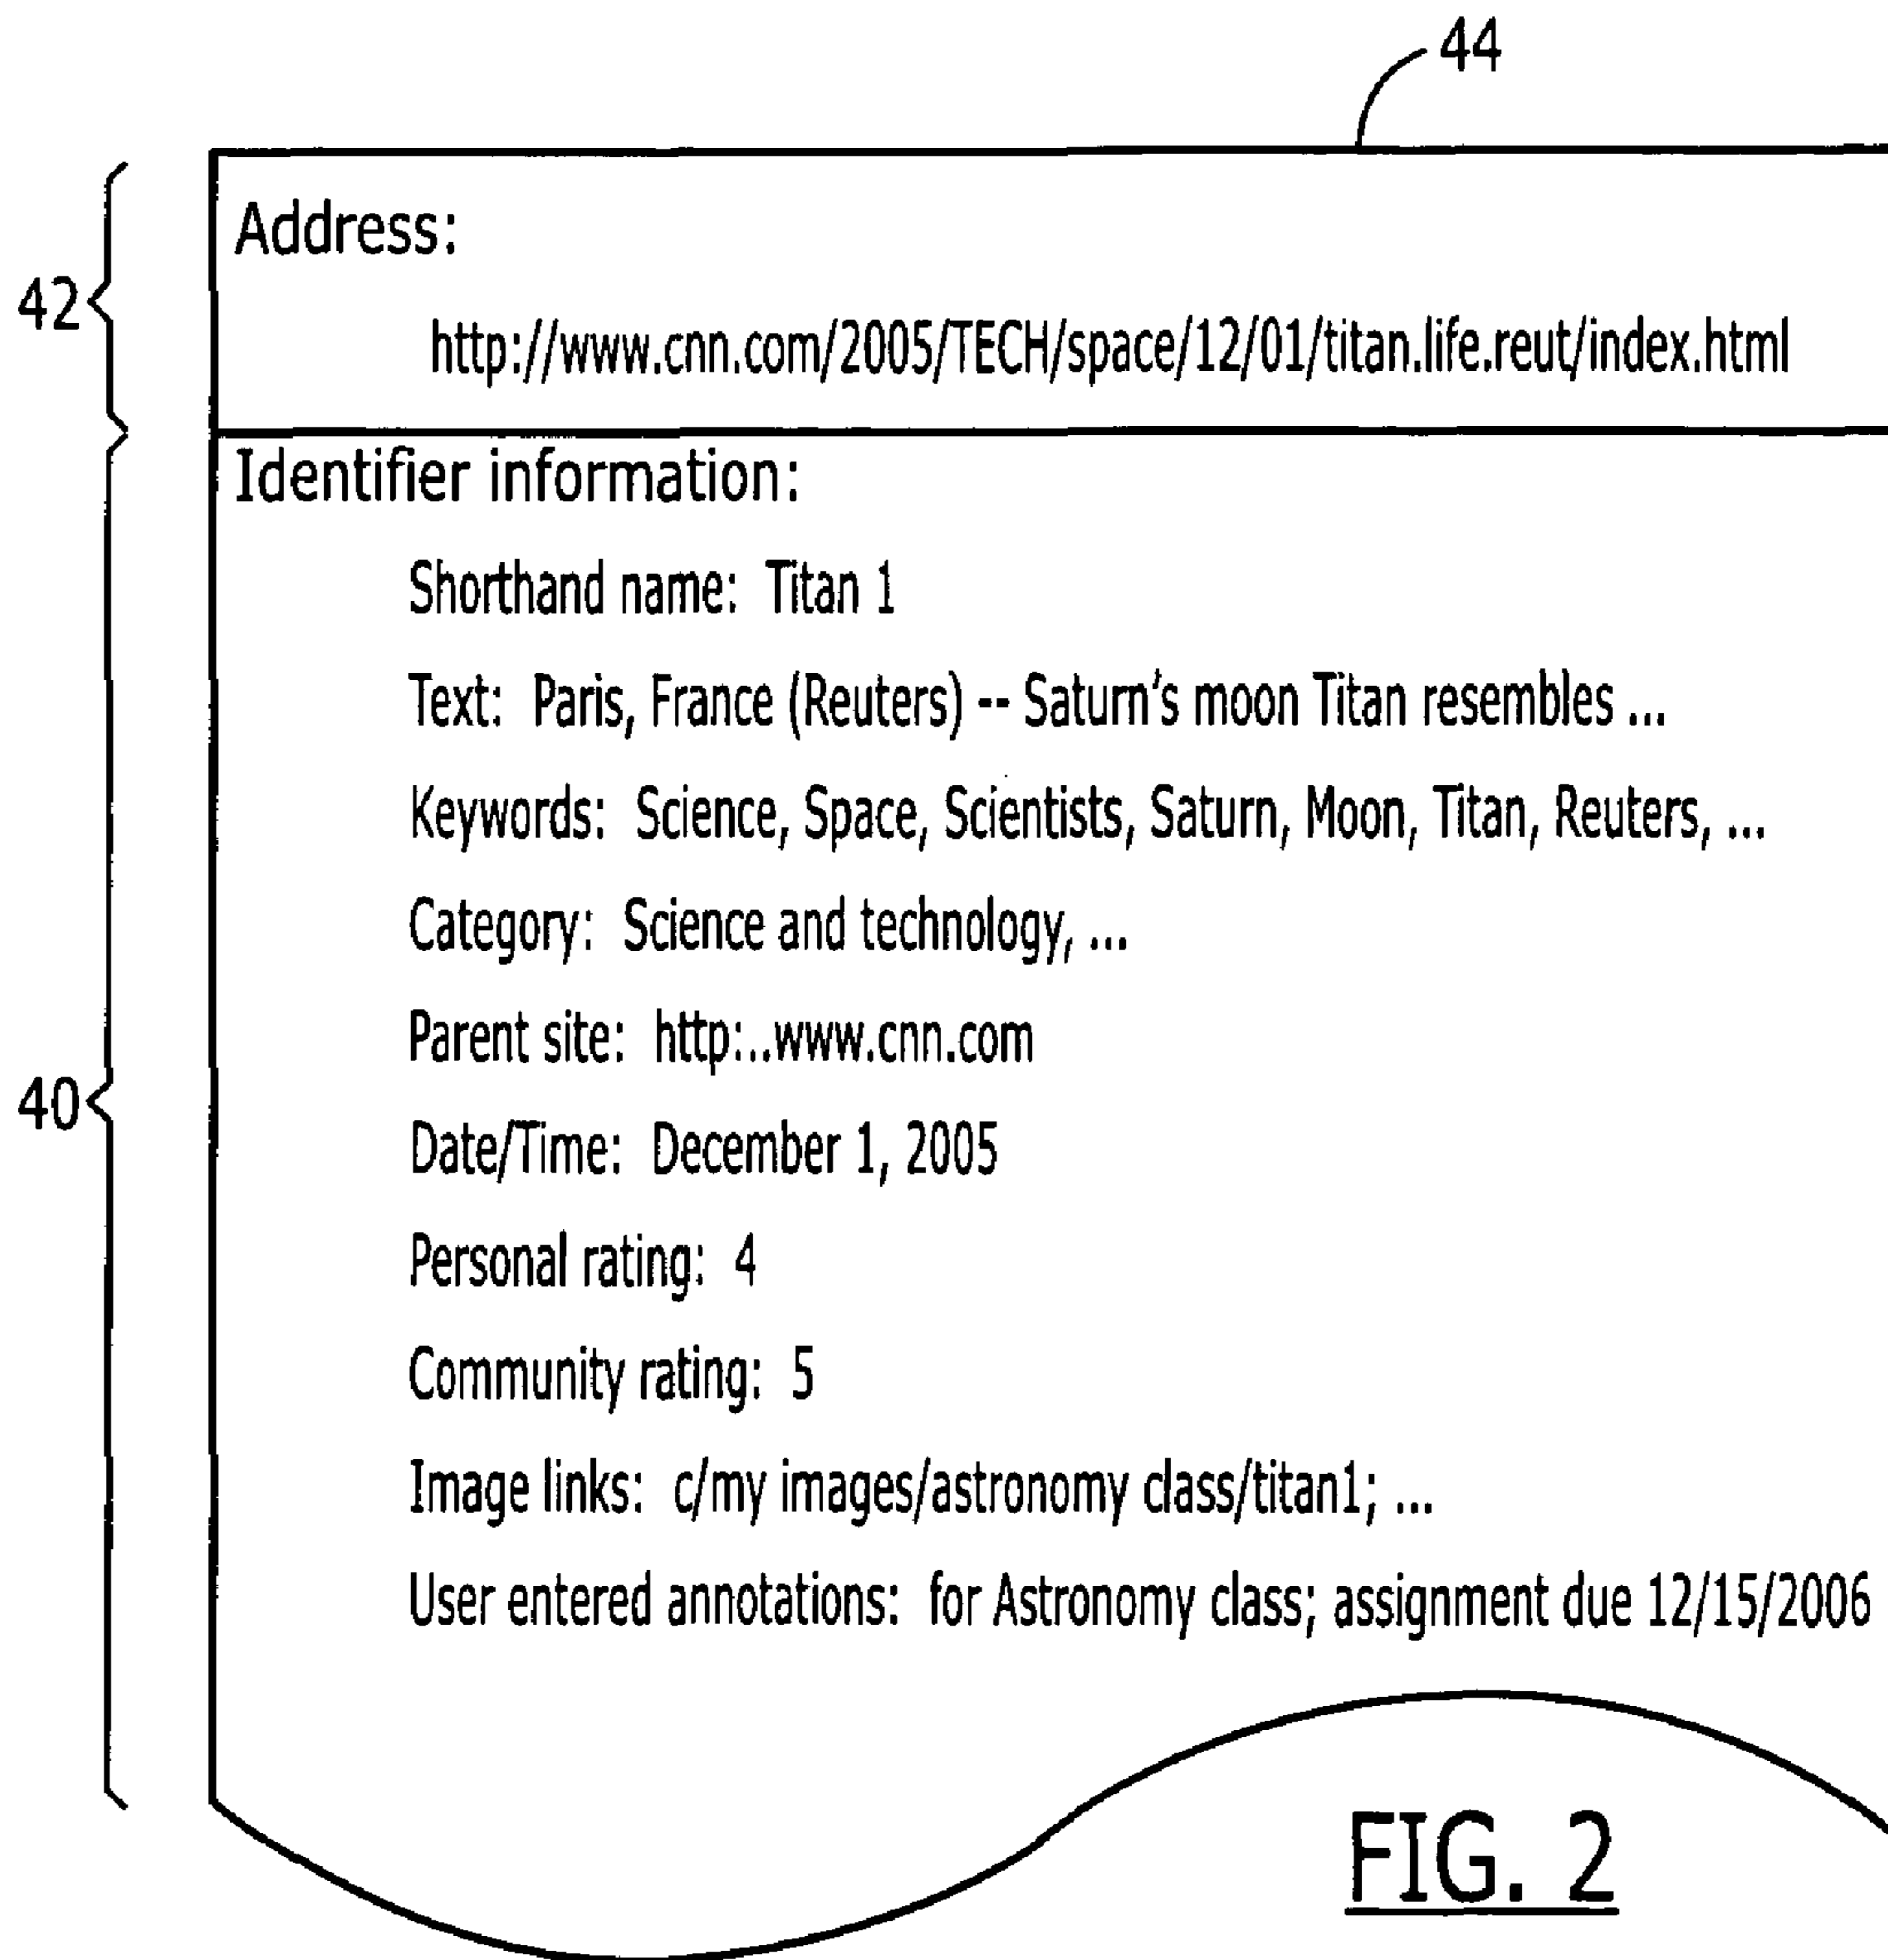 44
42
Address:
http://www.cnn.com/2005/TECH/space/12/01/titan.life.reut/index.html
Identifier information:
Shorthand name: Titan 1
Text: Paris, France (Reuters) -- Saturn's moon Titan resembles ...
Keywords: Science, Space, Scientists, Saturn, Moon, Titan, Reuters, ...
Category: Science and technology, ...
Parent site: http:..www.cnn.com
40
Date/Time: December 1, 2005
Personal rating: 4
Community rating: 5
Image links: c/my images/astronomy class/titan1; ...
User entered annotations: for Astronomy class; assignment due 12/15/2006
FIG. 2